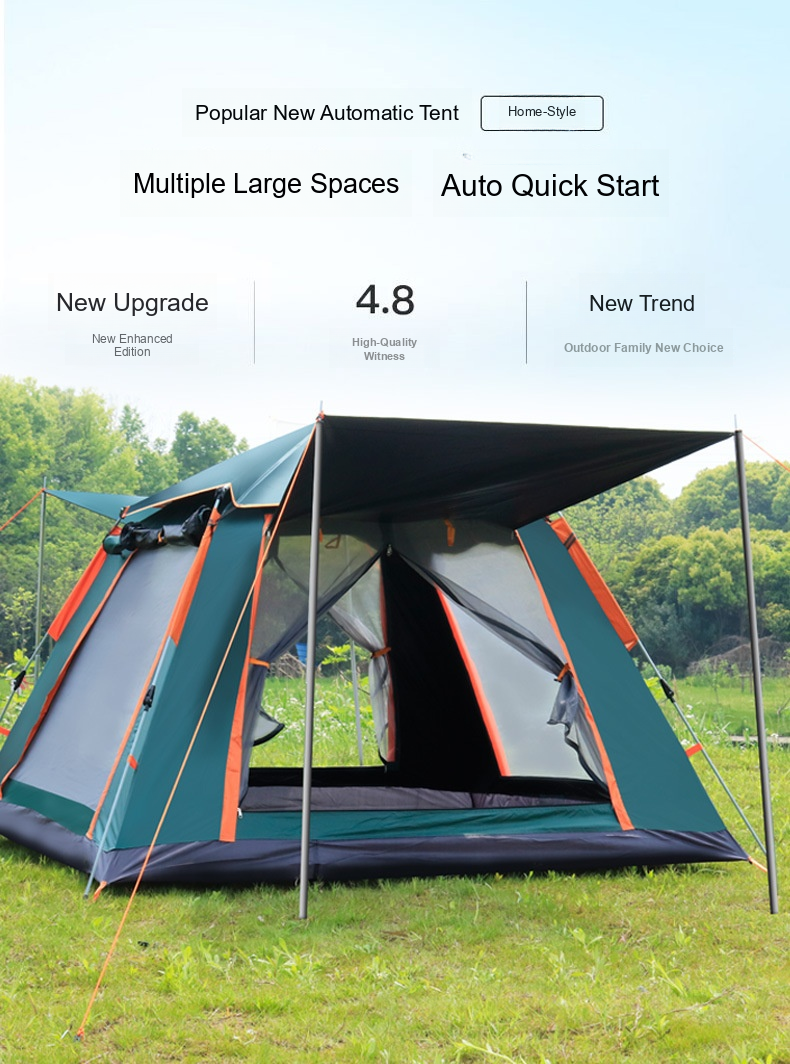 Popular New Automatic Tent
Home-Style
Multiple Large Spaces
Auto Quick Start
New Upgrade
New Enhanced
Edition
4.8
High-Quality
Witness
New Trend
Outdoor Family New Choice